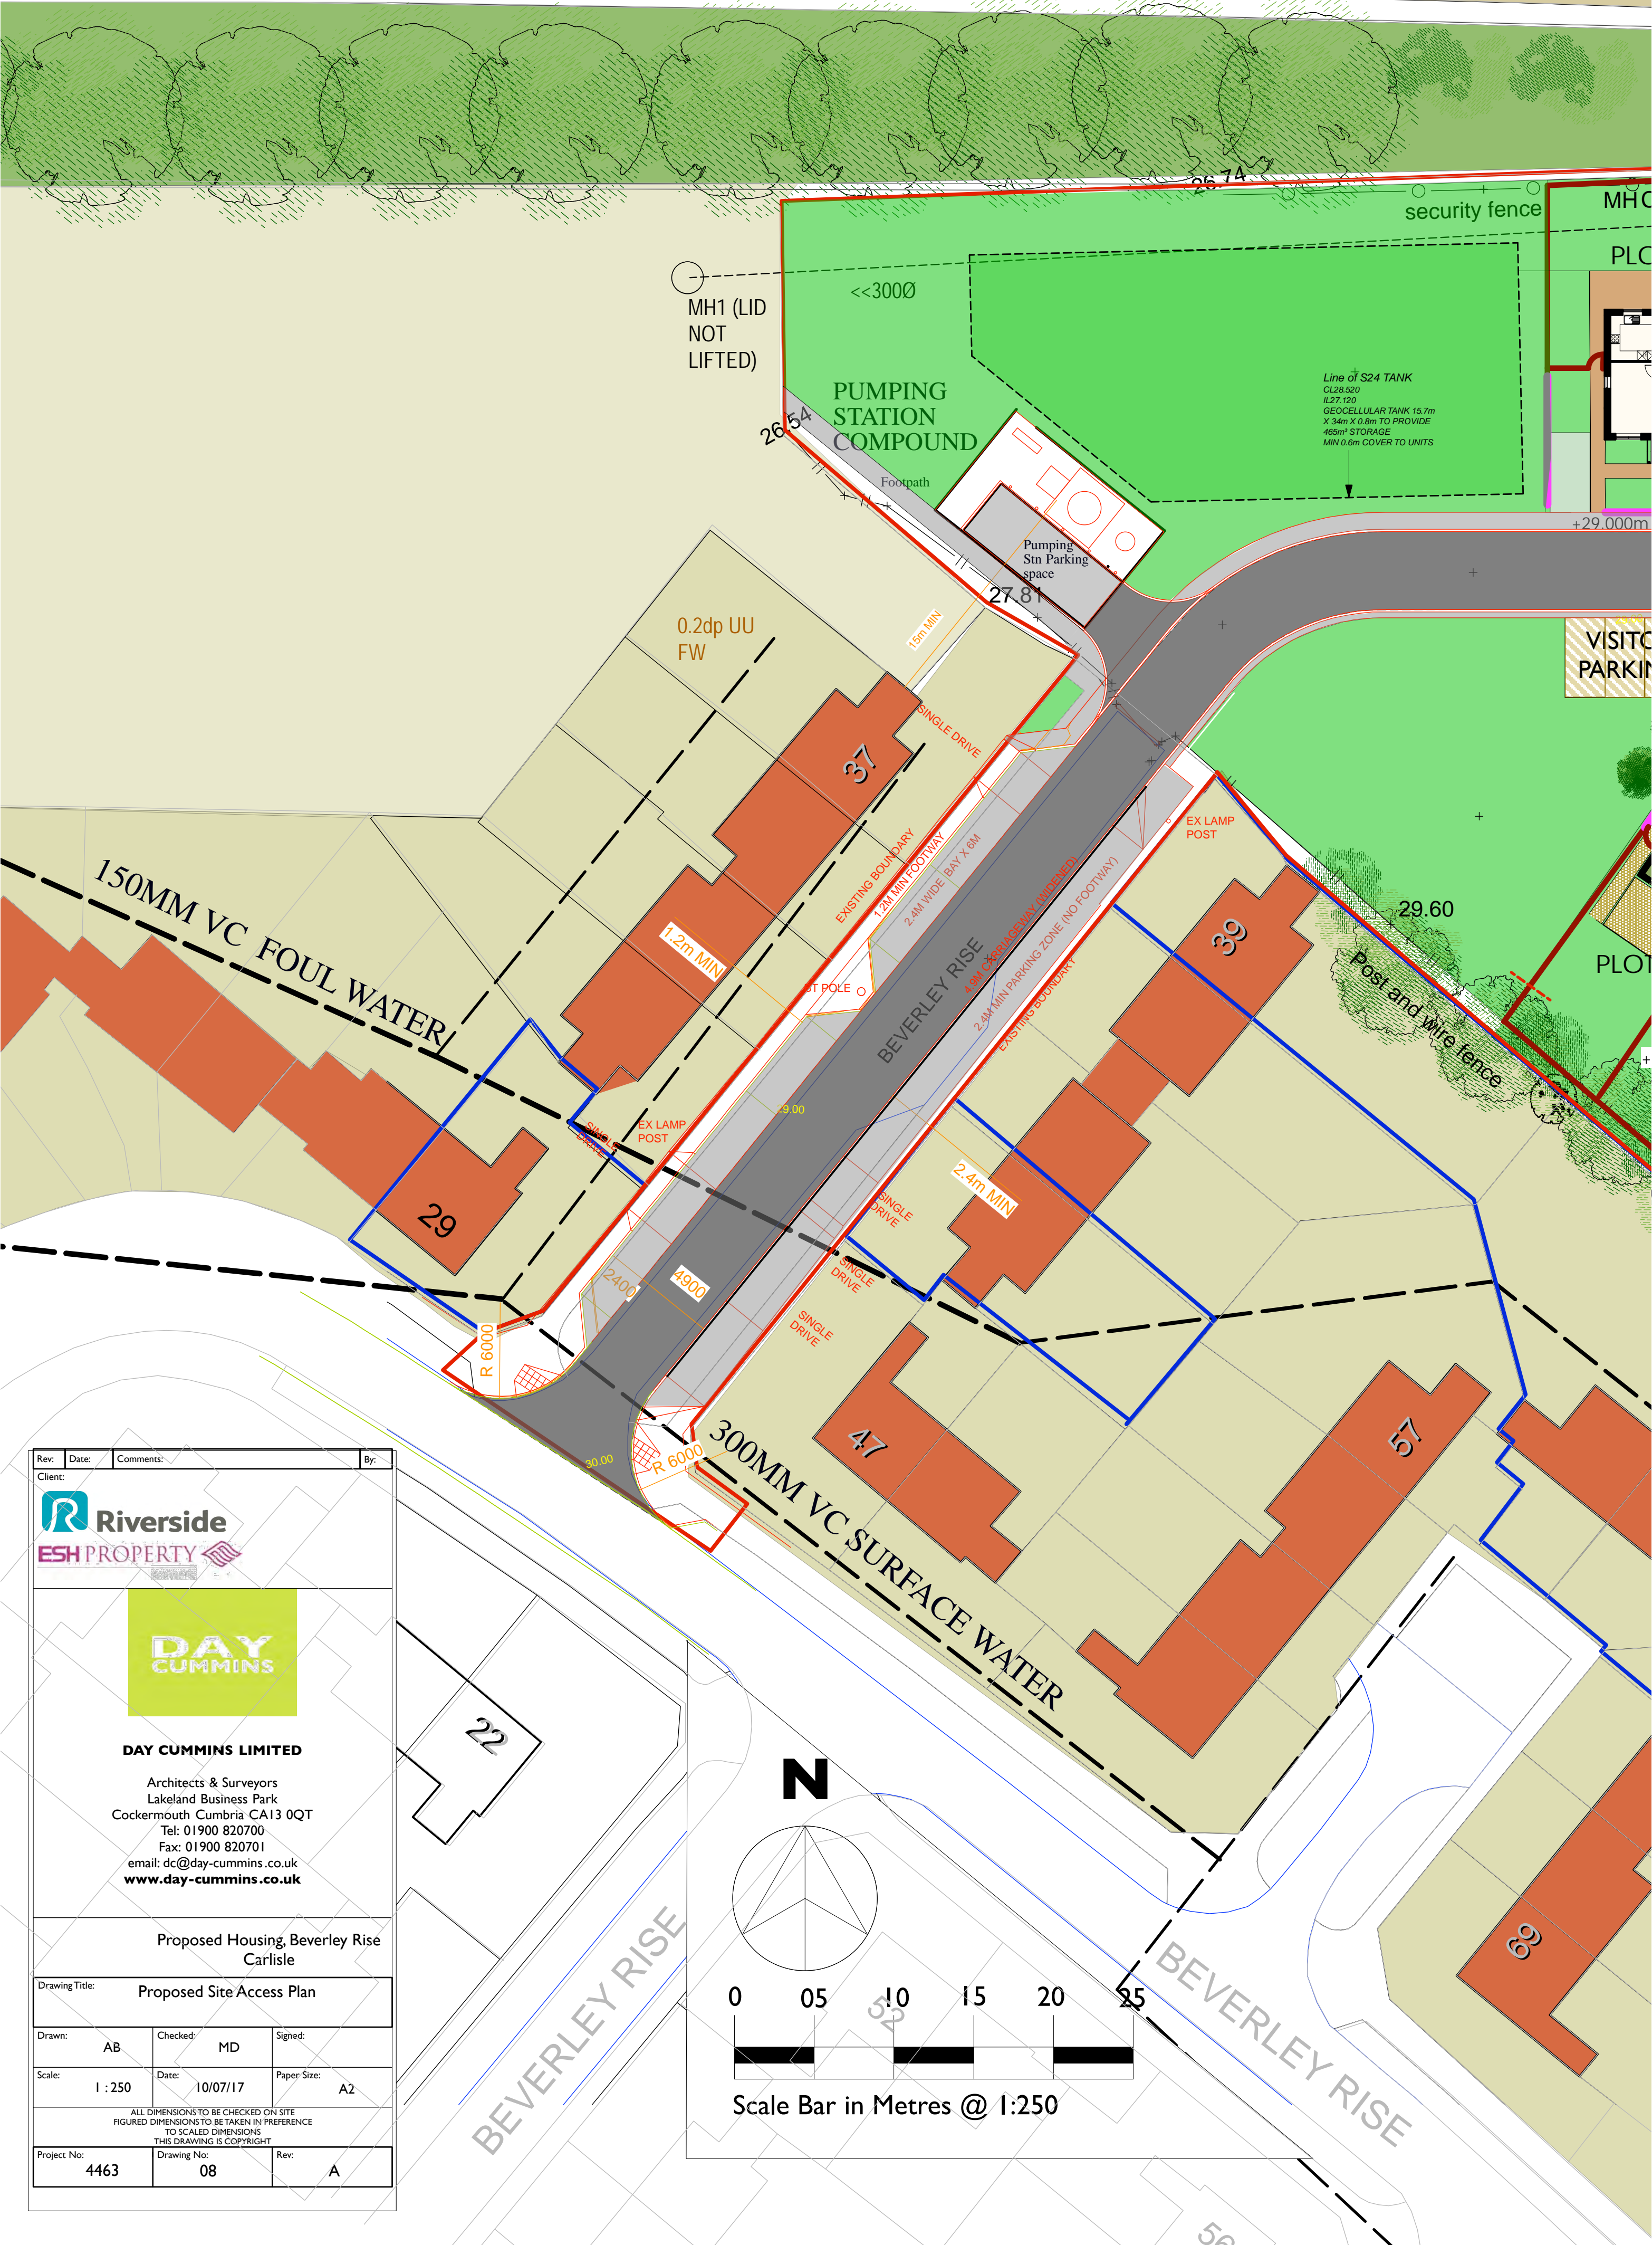 26.74
security fence
MH
PLO
MH1 (LID
NOT
LIFTED)
<<300Ø
PUMPING
STATION
COMPOUND
26.54
Footpath
Line of S24 TANK
CL28.520
IL27.120
GEOCELLULAR TANK 15.7m
X 34m X 0.8m TO PROVIDE
465m³ STORAGE
MIN 0.6m COVER TO UNITS
+29.000m
Pumping
Stn Parking
space
27.81
15m MIN
0.2dp UU
FW
VISITO
PARKIN
SINGLE DRIVE
37
EX LAMP
POST
EXISTING BOUNDARY
1.2M MIN FOOTWAY
2.4M WIDE BAY X 6M
4.9M CARRIAGEWAY (WIDENED)
2.4M MIN PARKING ZONE (NO FOOTWAY)
EXISTING BOUNDARY
BEVERLEY RISE
39
29.60
Post and wire fence
PLOT
1.2m MIN
T POLE
150MM VC FOUL WATER
SINGLE
DRIVE
EX LAMP
POST
9.00
2.4m MIN
SINGLE
DRIVE
SINGLE
DRIVE
SINGLE
DRIVE
29
2400
4900
R 6000
R 6000
30.00
47
57
300MM VC SURFACE WATER
22
69
BEVERLEY RISE
BEVERLEY RISE
52
56
N
0 05 10 15 20 25
Scale Bar in Metres @ 1:250
Rev: Date: Comments: By:
Client:
Riverside
ESH PROPERTY
DAY
CUMMINS
DAY CUMMINS LIMITED
Architects & Surveyors
Lakeland Business Park
Cockermouth Cumbria CA13 0QT
Tel: 01900 820700
Fax: 01900 820701
email: dc@day-cummins.co.uk
www.day-cummins.co.uk
Proposed Housing, Beverley Rise
Carlisle
Drawing Title: Proposed Site Access Plan
Drawn: AB Checked: MD Signed:
Scale: 1 : 250 Date: 10/07/17 Paper Size: A2
ALL DIMENSIONS TO BE CHECKED ON SITE
FIGURED DIMENSIONS TO BE TAKEN IN PREFERENCE
TO SCALED DIMENSIONS
THIS DRAWING IS COPYRIGHT
Project No: 4463 Drawing No: 08 Rev: A